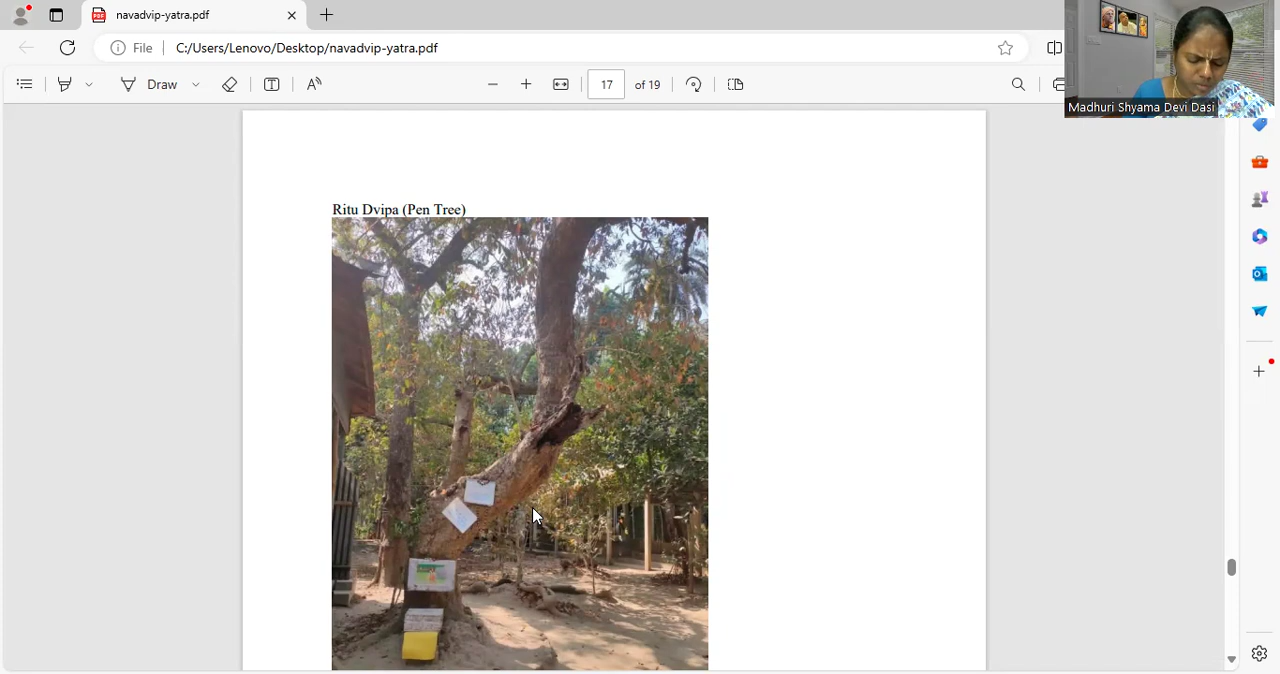 navadvip-yatra.pdf
File
C:/Users/Lenovo/Desktop/navadvip-yatra.pdf
Draw
17 of 19
Madhuri Shyama Devi Dasi
Ritu Dvipa (Pen Tree)